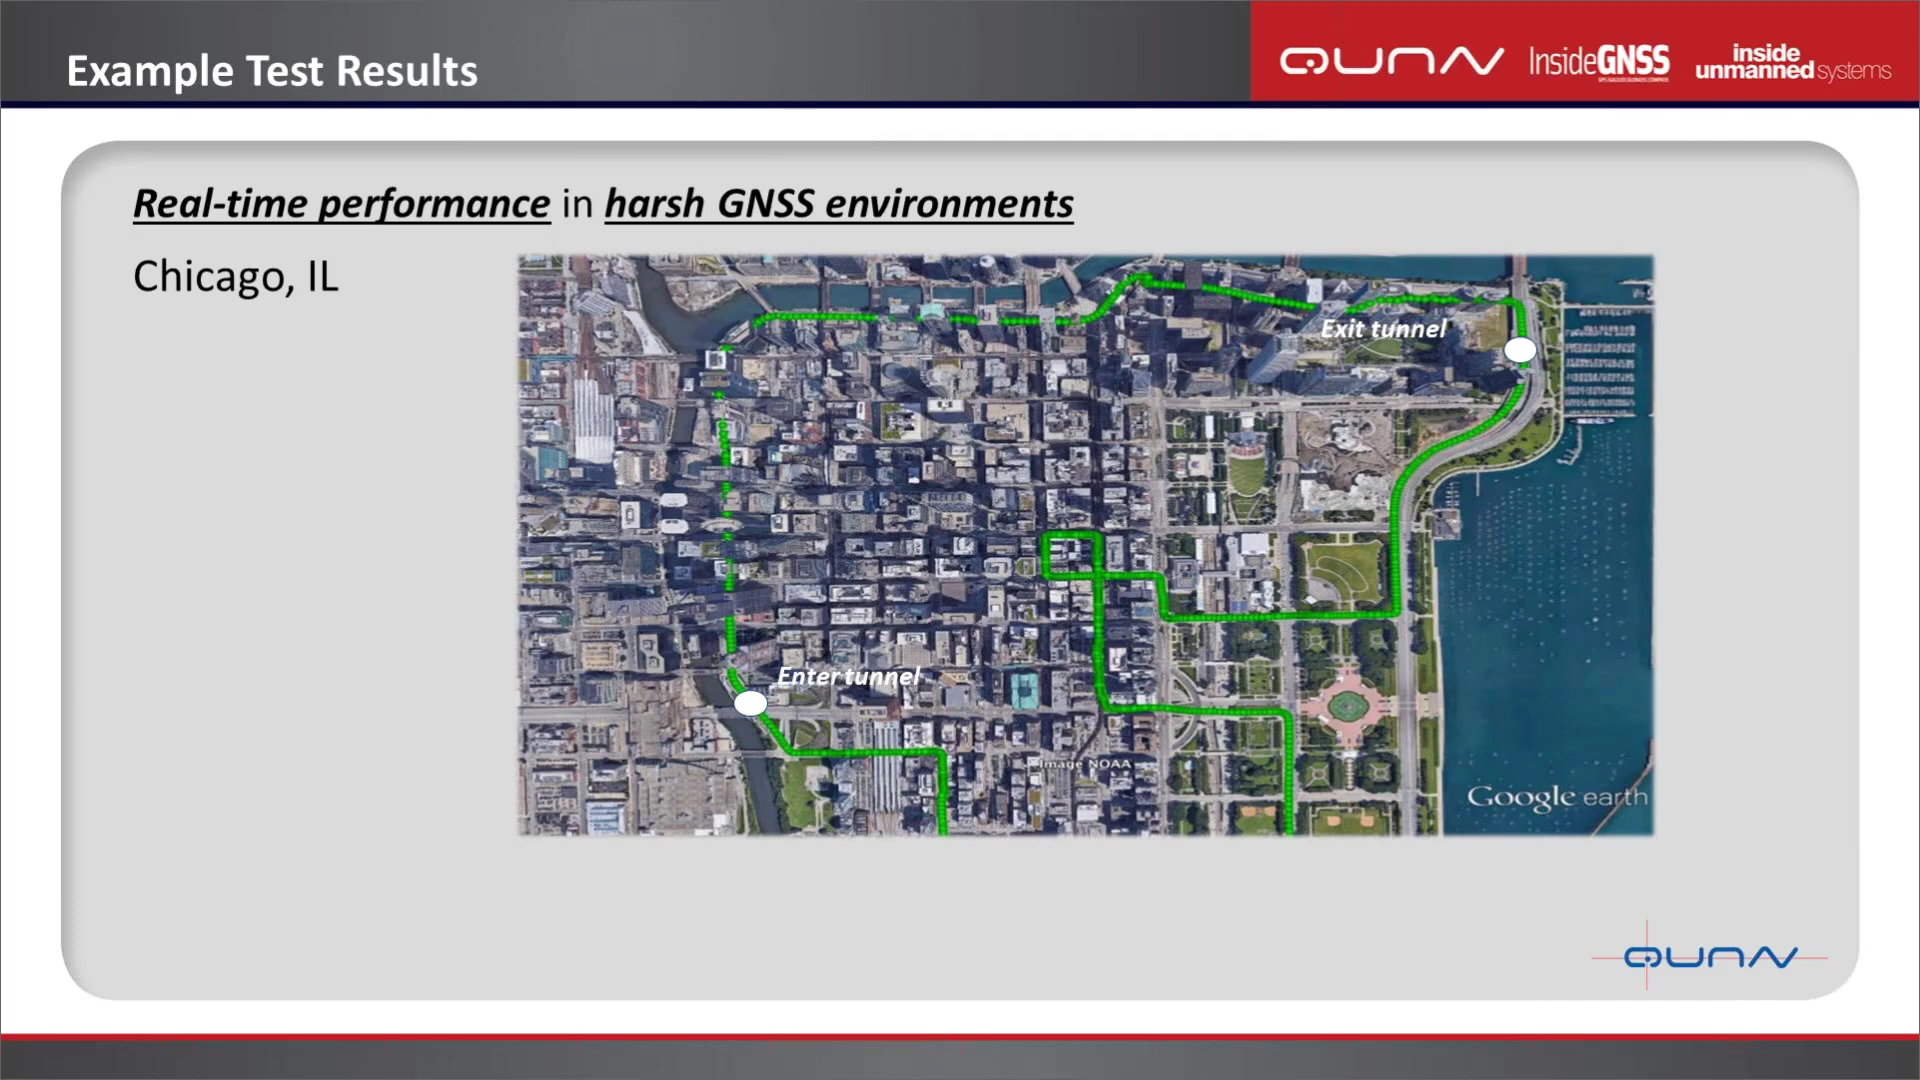 Example Test Results
QUNAV
InsideGNSS
inside
unmanned systems
Real-time performance in harsh GNSS environments
Chicago, IL
Exit tunnel
Enter tunnel
Image NOAA
Google earth
QUNAV